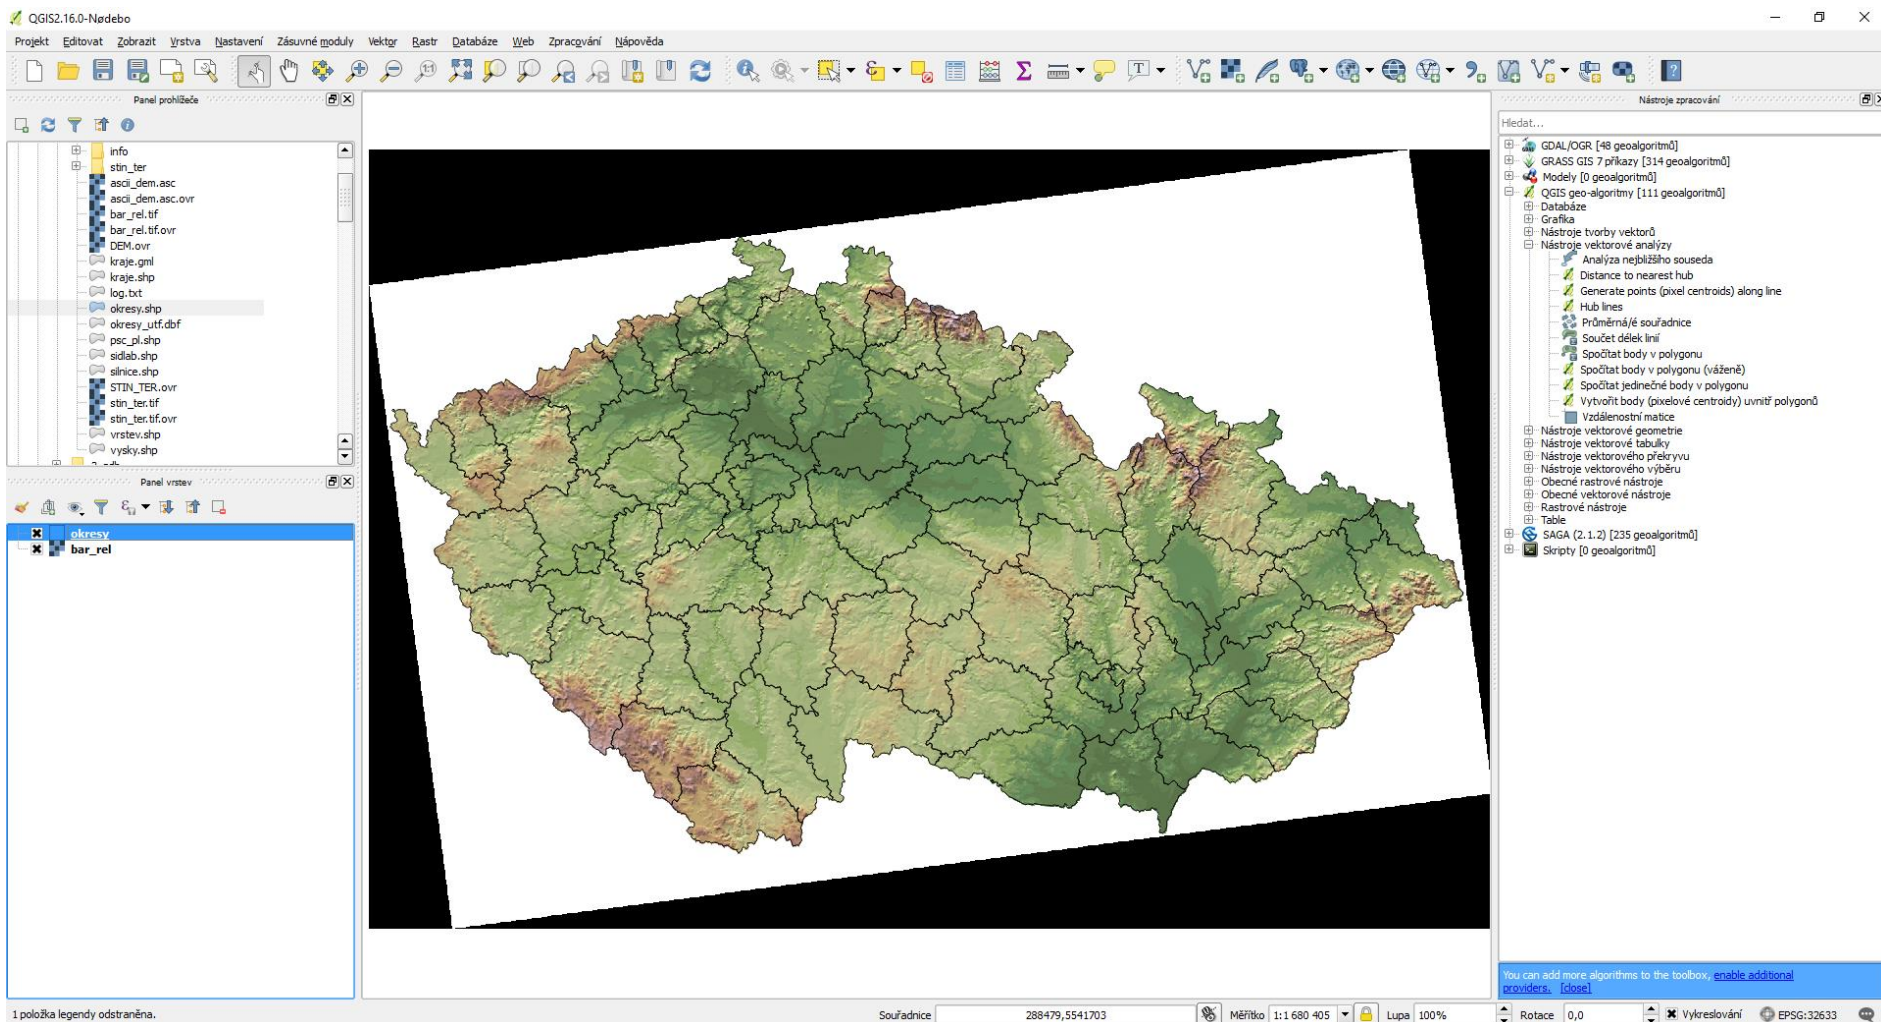 QGIS2.16.0-Nødebo
Projekt Editovat Zobrazit Vrstva Nastavení Zásuvné moduly Vektor Rastr Databáze Web Zpracování Nápověda
Panel prohlížeče
info
stin_ter
ascii_dem.asc
ascii_dem.asc.ovr
bar_rel.tif
bar_rel.tif.ovr
DEM.ovr
kraje.gml
kraje.shp
log.txt
okresy.shp
okresy_utf.dbf
psc_pl.shp
sidlab.shp
silnice.shp
STIN_TER.ovr
stin_ter.tif
stin_ter.tif.ovr
vrstev.shp
vysky.shp
Panel vrstev
okresy
bar_rel
Nástroje zpracování
Hledat...
GDAL/OGR [48 geoalgoritmů]
GRASS GIS 7 příkazy [314 geoalgoritmů]
Modely [0 geoalgoritmů]
QGIS geo-algoritmy [111 geoalgoritmů]
Databáze
Grafika
Nástroje tvorby vektorů
Nástroje vektorové analýzy
Analýza nejbližšího souseda
Distance to nearest hub
Generate points (pixel centroids) along line
Hub lines
Průměrná/é souřadnice
Součet délek linií
Spočítat body v polygonu
Spočítat body v polygonu (váženě)
Spočítat jedinečné body v polygonu
Vytvořit body (pixelové centroidy) uvnitř polygonů
Vzdálenostní matice
Nástroje vektorové geometrie
Nástroje vektorové tabulky
Nástroje vektorového překryvu
Nástroje vektorového výběru
Obecné rastrové nástroje
Obecné vektorové nástroje
Rastrové nástroje
Table
SAGA (2.1.2) [235 geoalgoritmů]
Skripty [0 geoalgoritmů]
You can add more algorithms to the toolbox, enable additional
providers. [close]
1 položka legendy odstraněna.
Souřadnice 288479,5541703 Měřítko 1:1 680 405 Lupa 100% Rotace 0,0 Vykreslování EPSG:32633